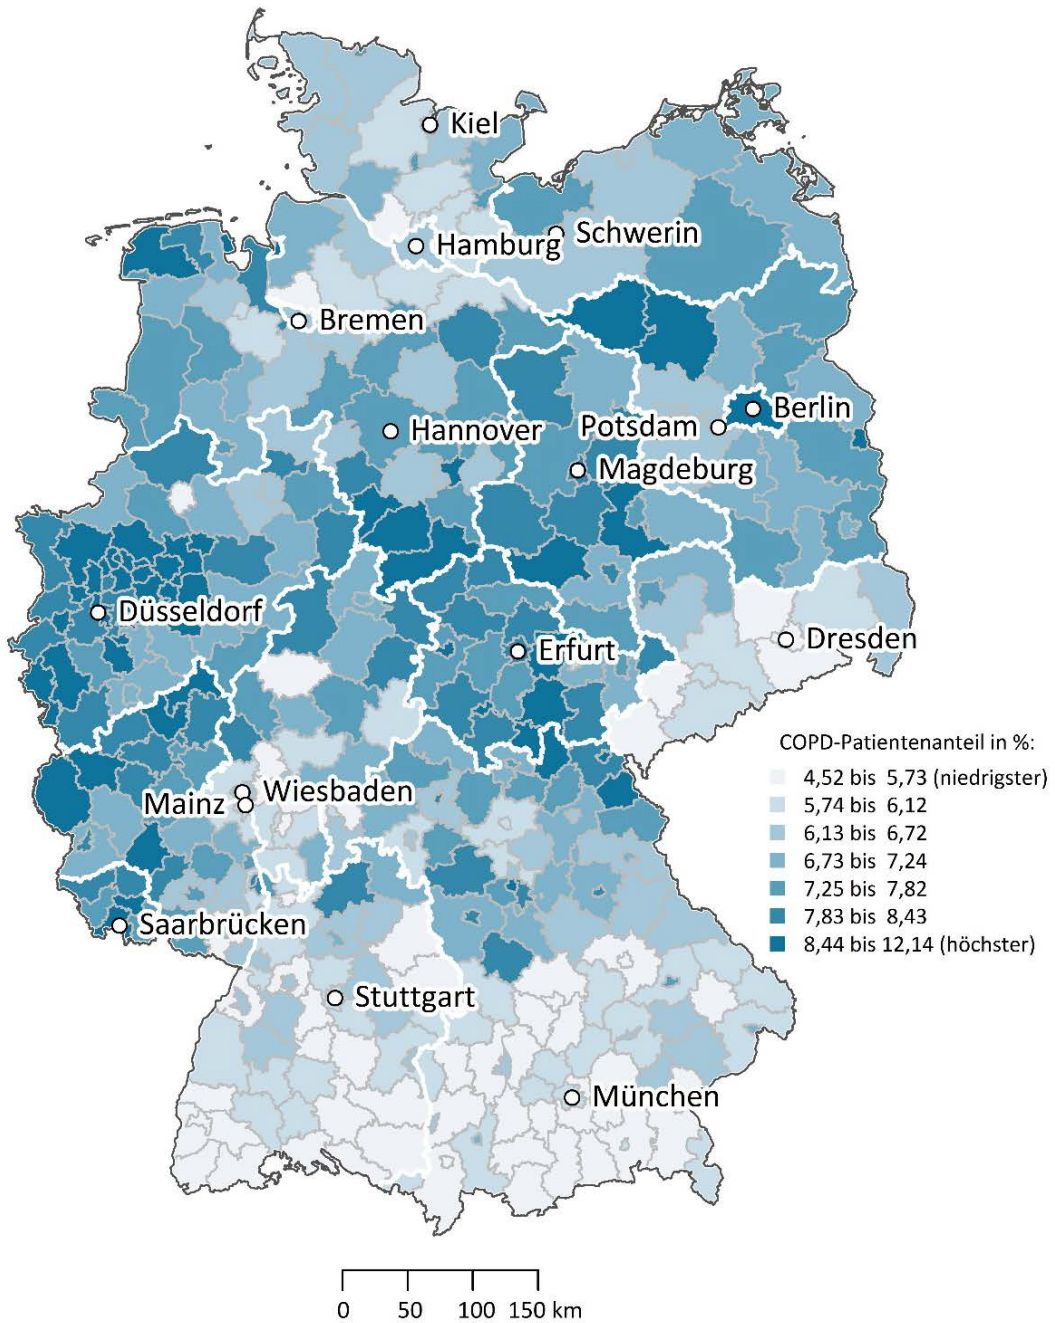 Kiel
Schwerin
Hamburg
Bremen
Berlin
Hannover
Potsdam
Magdeburg
Düsseldorf
Erfurt
Dresden
COPD-Patientenanteil in %:
4,52 bis 5,73 (niedrigster)
5,74 bis 6,12
6,13 bis 6,72
6,73 bis 7,24
7,25 bis 7,82
7,83 bis 8,43
8,44 bis 12,14 (höchster)
Wiesbaden
Mainz
Saarbrücken
Stuttgart
München
0 50 100 150 km